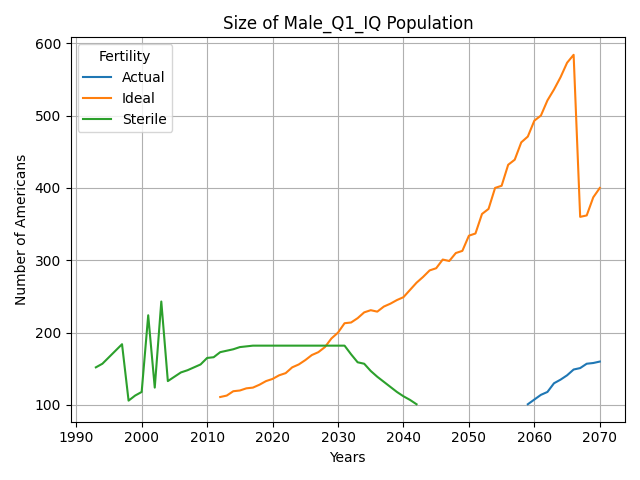 Size of Male_Q1_IQ Population
Fertility
Actual
Ideal
Sterile
Number of Americans
600
500
400
300
200
100
1990 2000 2010 2020 2030 2040 2050 2060 2070
Years